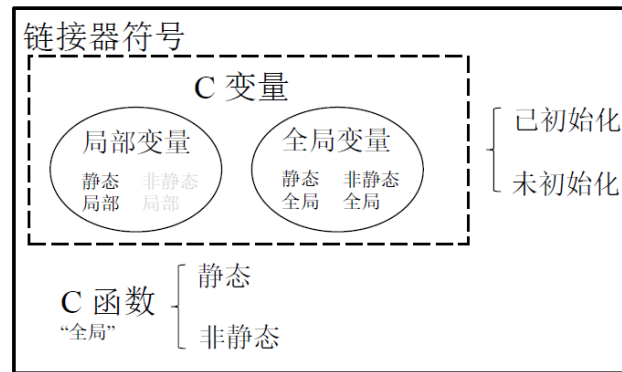 链接器符号
C 变量
局部变量
静态 非静态
局部 局部
全局变量
静态 非静态
全局 全局
已初始化
未初始化
C 函数
“全局”
静态
非静态